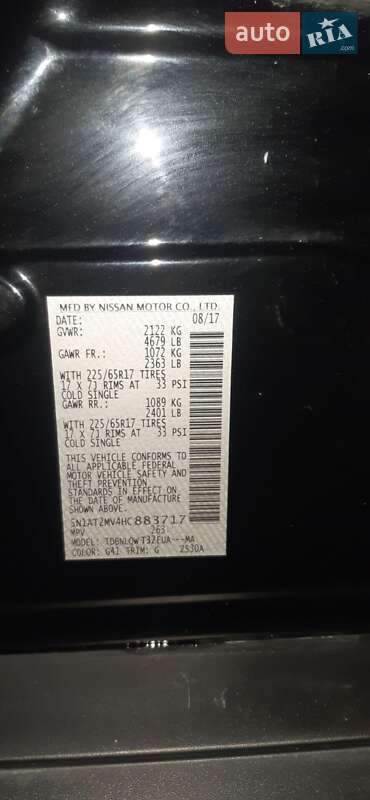 auto RIA .com
MFD BY NISSAN MOTOR CO., LTD.
DATE: 08/17
GVWR: 2122 KG
4679 LB
GAWR FR.: 1072 KG
2363 LB
WITH 225/65R17 TIRES
17 X 7J RIMS AT 33 PSI
COLD SINGLE
GAWR RR.: 1089 KG
2401 LB
WITH 225/65R17 TIRES
17 X 7J RIMS AT 33 PSI
COLD SINGLE
THIS VEHICLE CONFORMS TO
ALL APPLICABLE FEDERAL
MOTOR VEHICLE SAFETY AND
THEFT PREVENTION
STANDARDS IN EFFECT ON
THE DATE OF MANUFACTURE
SHOWN ABOVE.
5N1AT2MV4HC883717
MPV 263
MODEL: TDBNLQW T32EUA---MA
COLOR: G41 TRIM: G 2530A